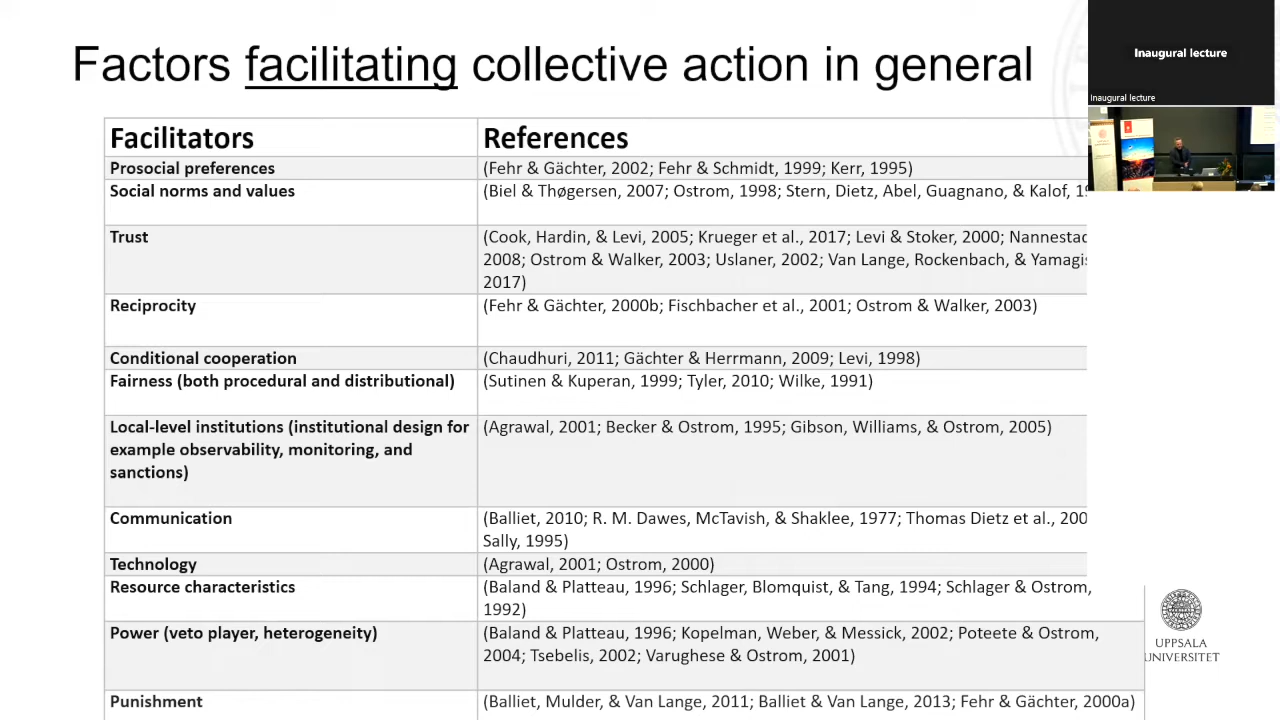 Factors facilitating collective action in general
Inaugural lecture
Inaugural lecture
Facilitators References
Prosocial preferences (Fehr & Gächter, 2002; Fehr & Schmidt, 1999; Kerr, 1995)
Social norms and values (Biel & Thøgersen, 2007; Ostrom, 1998; Stern, Dietz, Abel, Guagnano, & Kalof,
Trust (Cook, Hardin, & Levi, 2005; Krueger et al., 2017; Levi & Stoker, 2000; Nannestad
2008; Ostrom & Walker, 2003; Uslaner, 2002; Van Lange, Rockenbach, & Yamagis
2017)
Reciprocity (Fehr & Gächter, 2000b; Fischbacher et al., 2001; Ostrom & Walker, 2003)
Conditional cooperation (Chaudhuri, 2011; Gächter & Herrmann, 2009; Levi, 1998)
Fairness (both procedural and distributional) (Sutinen & Kuperan, 1999; Tyler, 2010; Wilke, 1991)
Local-level institutions (institutional design for (Agrawal, 2001; Becker & Ostrom, 1995; Gibson, Williams, & Ostrom, 2005)
example observability, monitoring, and
sanctions)
Communication (Balliet, 2010; R. M. Dawes, McTavish, & Shaklee, 1977; Thomas Dietz et al., 200
Sally, 1995)
Technology (Agrawal, 2001; Ostrom, 2000)
Resource characteristics (Baland & Platteau, 1996; Schlager, Blomquist, & Tang, 1994; Schlager & Ostrom,
1992)
Power (veto player, heterogeneity) (Baland & Platteau, 1996; Kopelman, Weber, & Messick, 2002; Poteete & Ostrom,
2004; Tsebelis, 2002; Varughese & Ostrom, 2001)
Punishment (Balliet, Mulder, & Van Lange, 2011; Balliet & Van Lange, 2013; Fehr & Gächter, 2000a)
UPPSALA
UNIVERSITET